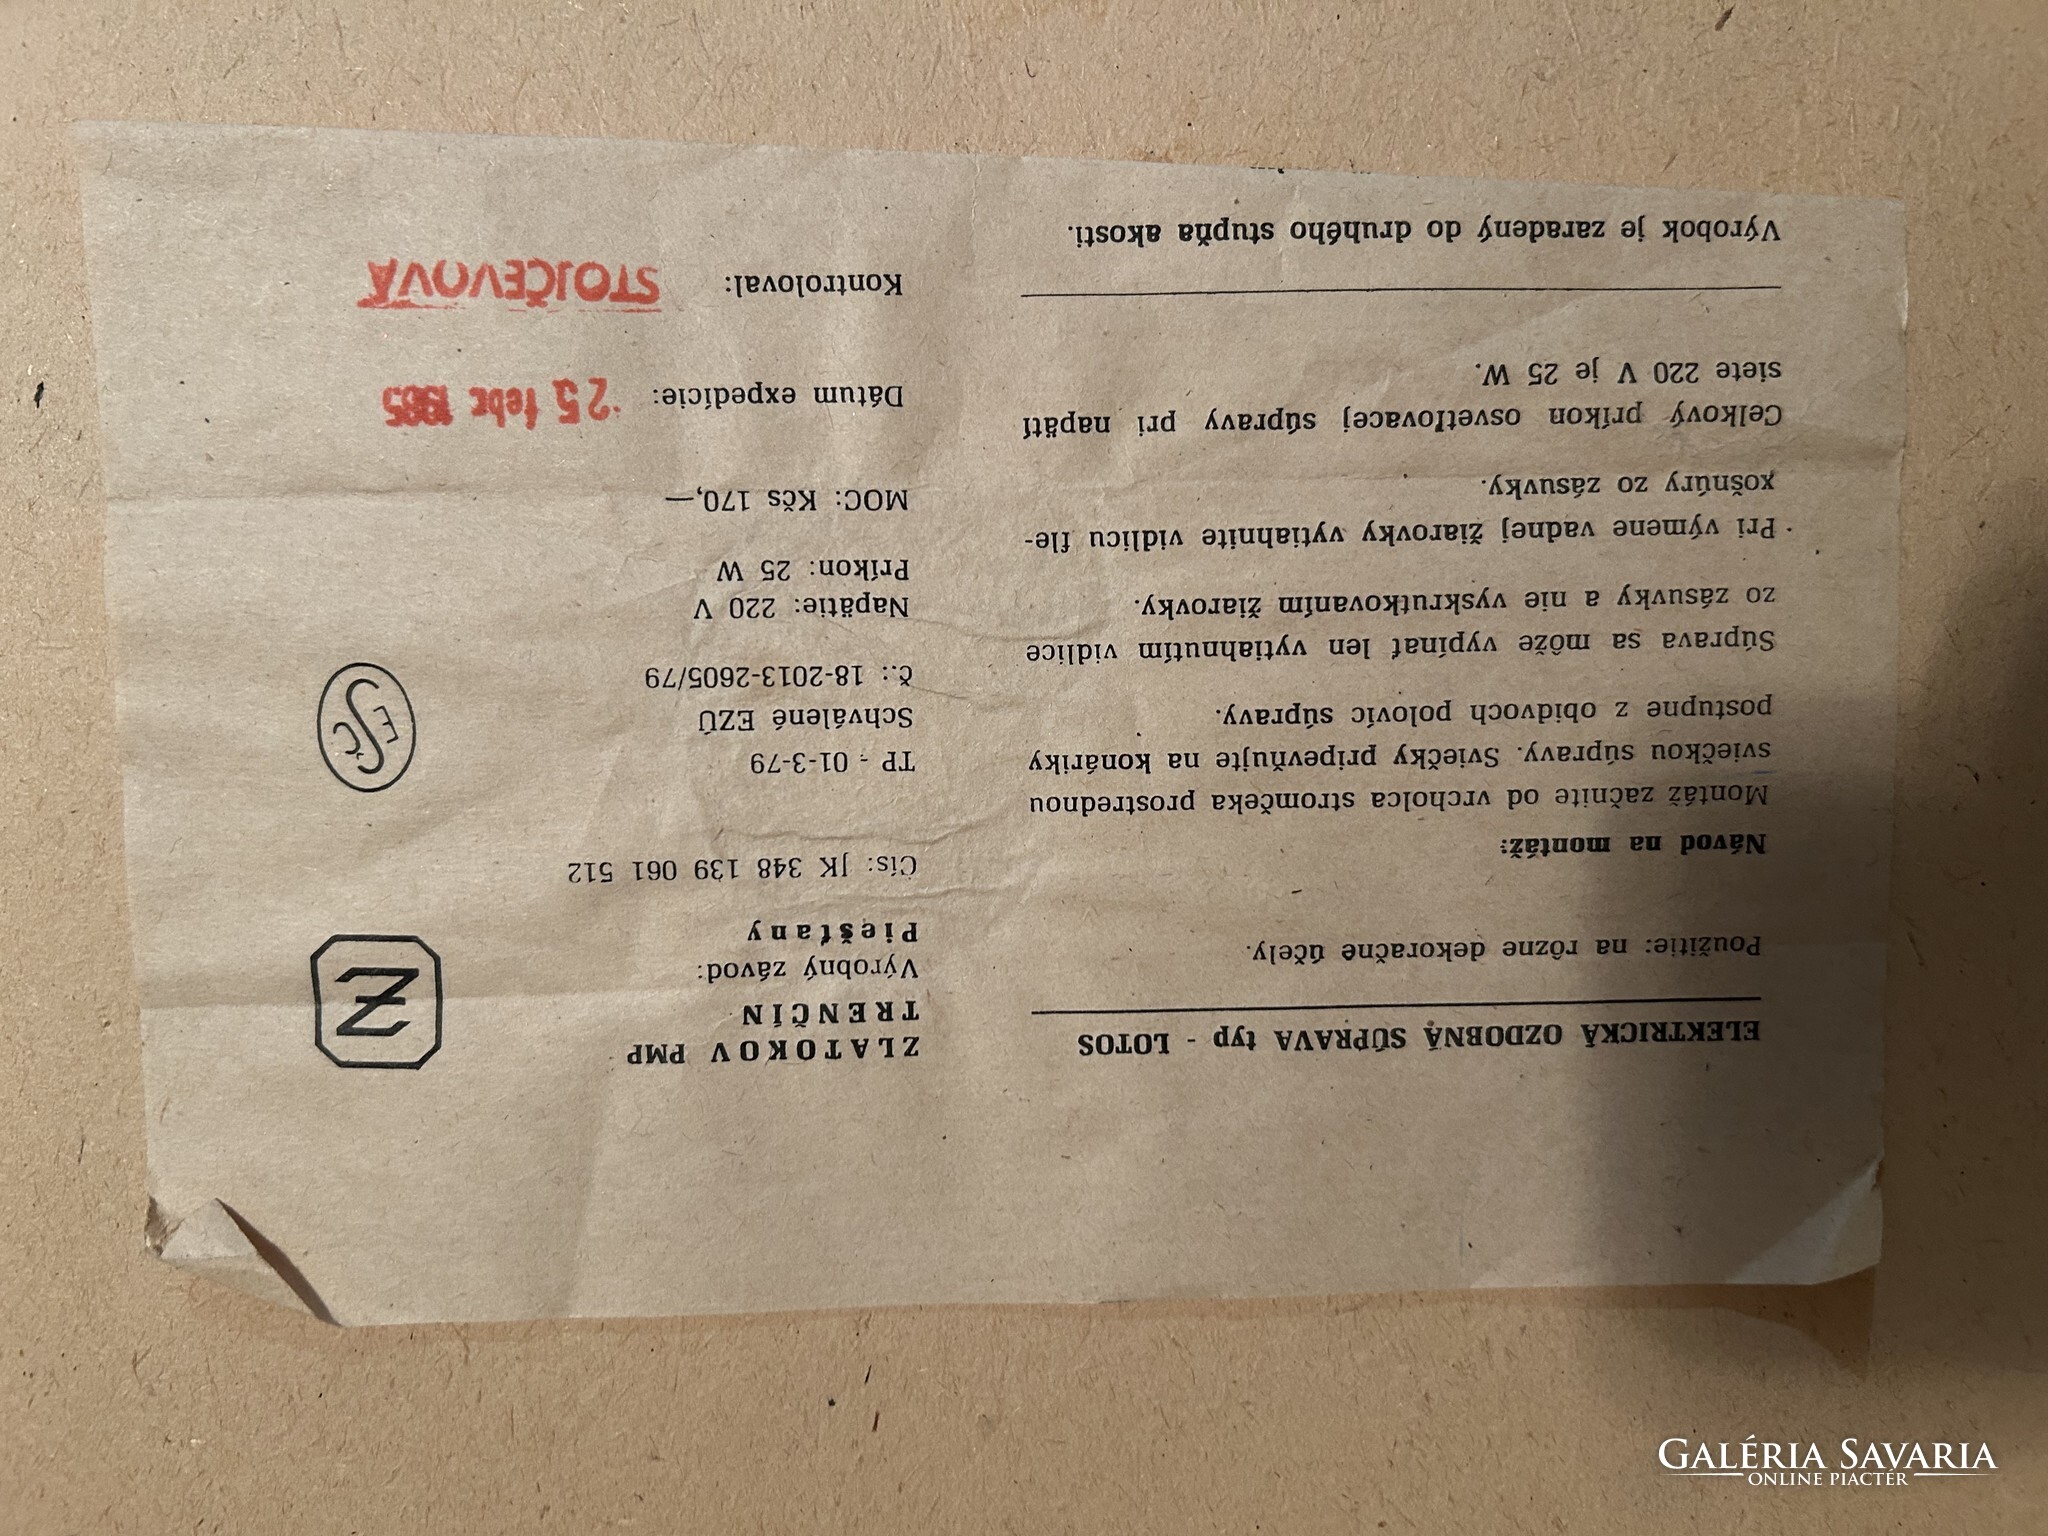 ELEKTRICKÁ OZDOBNÁ SÚPRAVA typ - LOTOS
Použitie: na rôzne dekoračné účely.
Návod na montáž:
Montáž začnite od vrcholca stromčeka prostrednou
sviečkou súpravy. Sviečky pripevňujte na konáriky
postupne z obidvoch polovíc súpravy.
Súprava sa môže vypínať len vytiahnutím vidlice
zo zásuvky a nie vyskrutkovaním žiarovky.
Pri výmene vadnej žiarovky vytiahnite vidlicu fle-
xošnúry zo zásuvky.
Celkový príkon osvetľovacej súpravy pri napätí
siete 220 V je 25 W.
Výrobok je zaradený do druhého stupňa akosti.
ZLATOKOV PMP
TRENČÍN
Výrobný závod:
Piešťany
Z
Čís: JK 348 139 061 512
TP - 01-3-79
Schválené EZÚ
č.: 18-2013-2605/79
ESČ
Napätie: 220 V
Príkon: 25 W
MOC: Kčs 170,—
Dátum expedície: 25 febr 1985
Kontroloval: STOJČEVOVÁ
GALÉRIA SAVARIA
ONLINE PIACTÉR